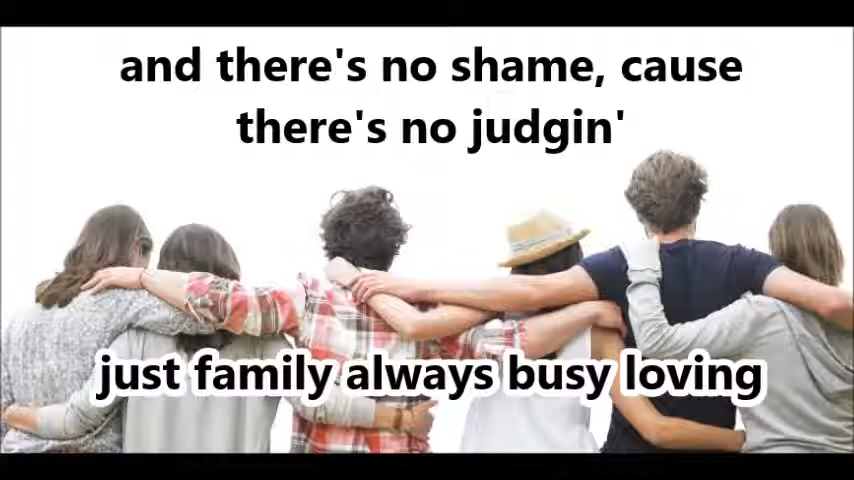 and there's no shame, cause
there's no judgin'
just family always busy loving